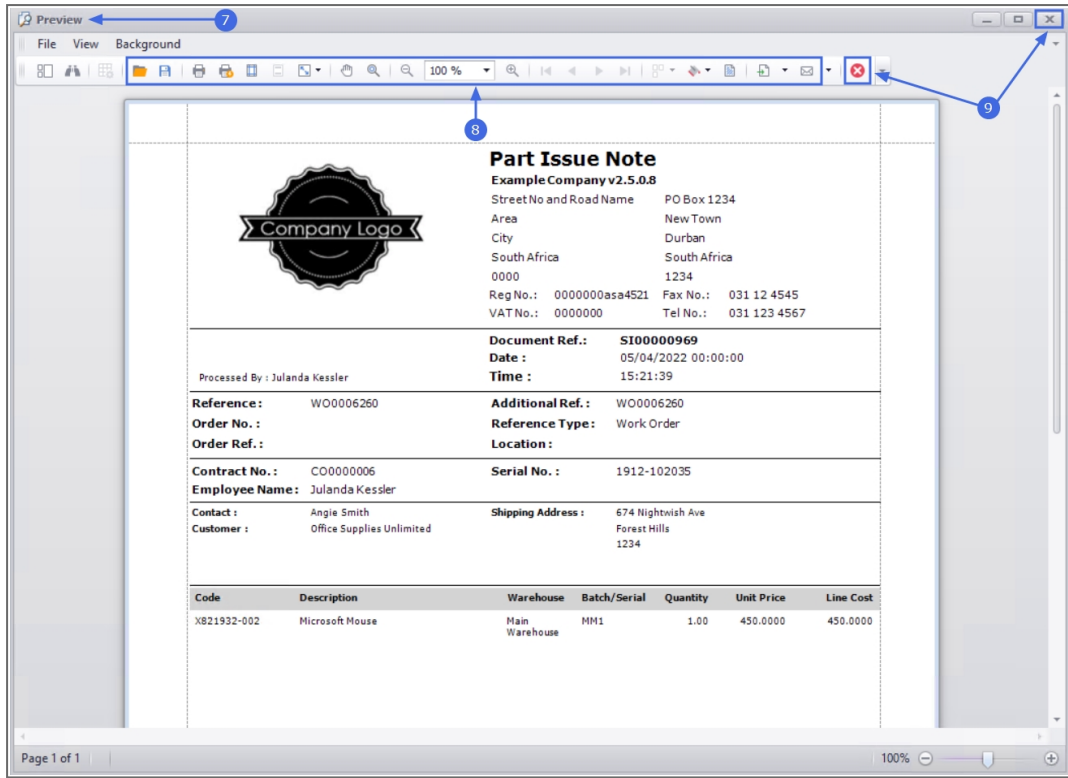 Preview
7
File View Background
100 %
9
8
Company Logo
Part Issue Note
Example Company v2.5.0.8
Street No and Road Name PO Box 1234
Area New Town
City Durban
South Africa South Africa
0000 1234
Reg No.: 0000000asa4521 Fax No.: 031 12 4545
VAT No.: 0000000 Tel No.: 031 123 4567
Document Ref.: SI00000969
Date : 05/04/2022 00:00:00
Processed By : Julanda Kessler Time : 15:21:39
Reference : WO0006260 Additional Ref. : WO0006260
Order No. : Reference Type : Work Order
Order Ref. : Location :
Contract No. : CO0000006 Serial No. : 1912-102035
Employee Name : Julanda Kessler
Contact : Angie Smith Shipping Address : 674 Nightwish Ave
Customer : Office Supplies Unlimited Forest Hills
1234
Code Description Warehouse Batch/Serial Quantity Unit Price Line Cost
X821932-002 Microsoft Mouse Main MM1 1.00 450.0000 450.0000
Warehouse
Page 1 of 1 100%